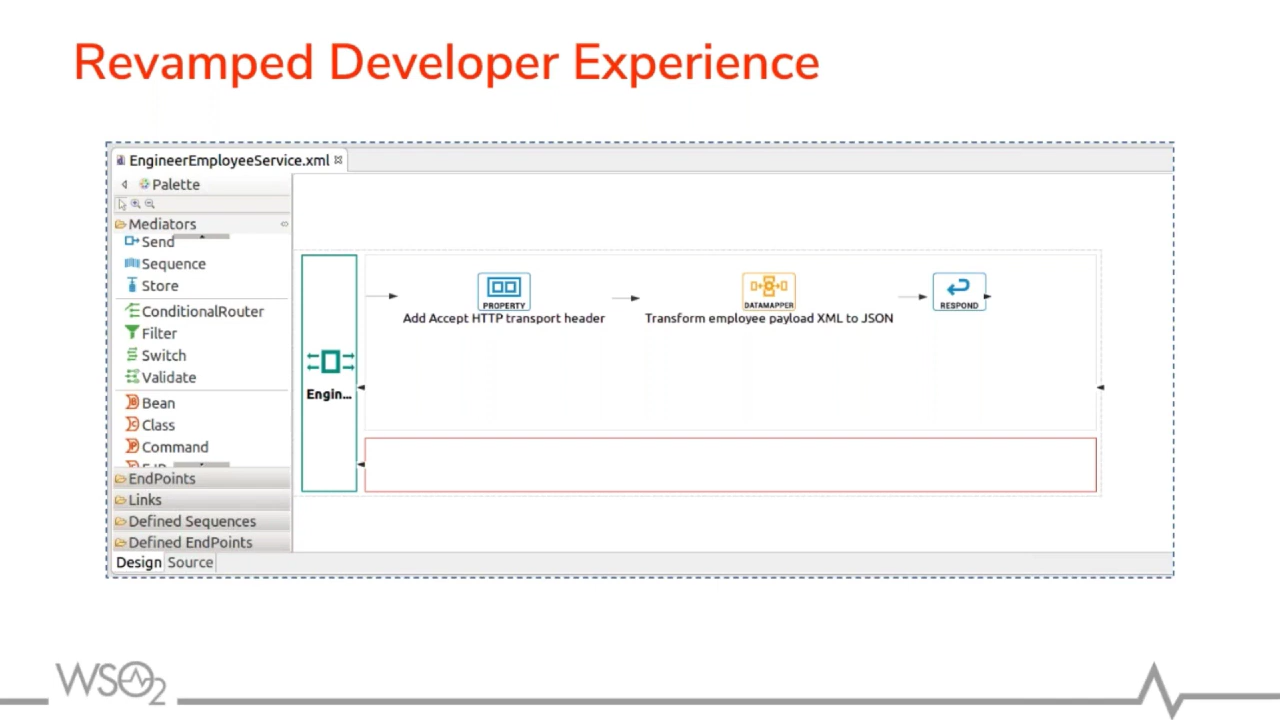 Revamped Developer Experience
EngineerEmployeeService.xml
Palette
Mediators
Send
Sequence
Store
ConditionalRouter
Filter
Switch
Validate
Bean
Class
Command
EndPoints
Links
Defined Sequences
Defined EndPoints
Design Source
Engin...
PROPERTY
Add Accept HTTP transport header
DATAMAPPER
Transform employee payload XML to JSON
RESPOND
WSO2